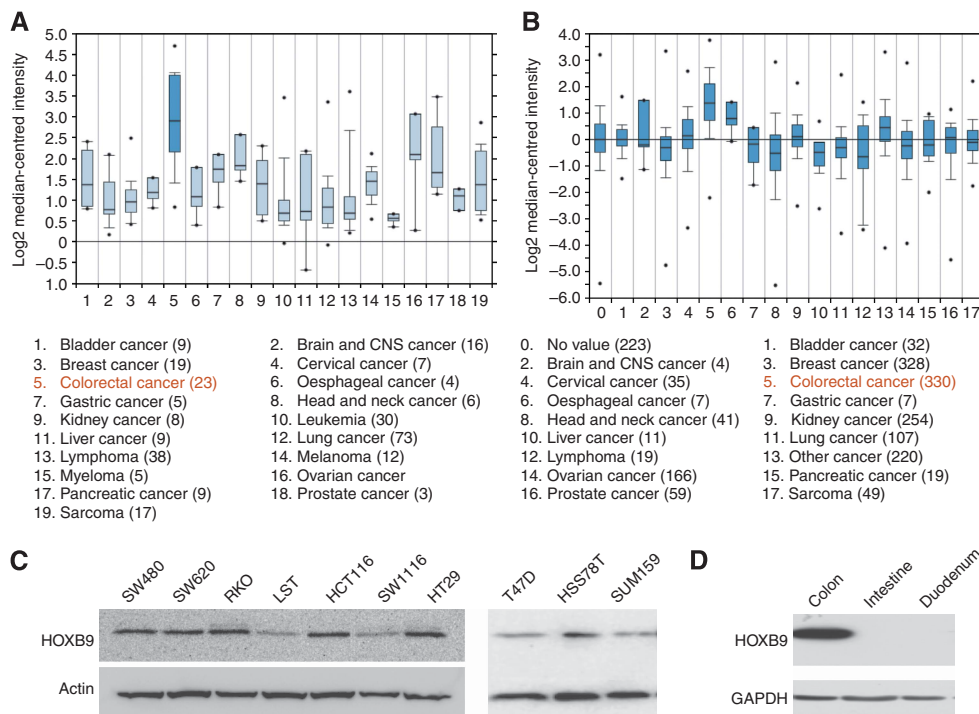 A
Log2 median-centred intensity
5.0
4.5
4.0
3.5
3.0
2.5
2.0
1.5
1.0
0.5
0
–0.5
1.0
1 2 3 4 5 6 7 8 9 10 11 12 13 14 15 16 17 18 19
1. Bladder cancer (9)
3. Breast cancer (19)
5. Colorectal cancer (23)
7. Gastric cancer (5)
9. Kidney cancer (8)
11. Liver cancer (9)
13. Lymphoma (38)
15. Myeloma (5)
17. Pancreatic cancer (9)
19. Sarcoma (17)
2. Brain and CNS cancer (16)
4. Cervical cancer (7)
6. Oesphageal cancer (4)
8. Head and neck cancer (6)
10. Leukemia (30)
12. Lung cancer (73)
14. Melanoma (12)
16. Ovarian cancer
18. Prostate cancer (3)
B
Log2 median-centred intensity
4.0
3.0
2.0
1.0
–0
–1.0
–2.0
–3.0
–4.0
–5.0
–6.0
0 1 2 3 4 5 6 7 8 9 10 11 12 13 14 15 16 17
0. No value (223)
2. Brain and CNS cancer (4)
4. Cervical cancer (35)
6. Oesphageal cancer (7)
8. Head and neck cancer (41)
10. Liver cancer (11)
12. Lymphoma (19)
14. Ovarian cancer (166)
16. Prostate cancer (59)
1. Bladder cancer (32)
3. Breast cancer (328)
5. Colorectal cancer (330)
7. Gastric cancer (7)
9. Kidney cancer (254)
11. Lung cancer (107)
13. Other cancer (220)
15. Pancreatic cancer (19)
17. Sarcoma (49)
C
SW480 SW620 RKO LST HCT116 SW1116 HT29 T47D HSS78T SUM159
HOXB9
Actin
D
Colon Intestine Duodenum
HOXB9
GAPDH